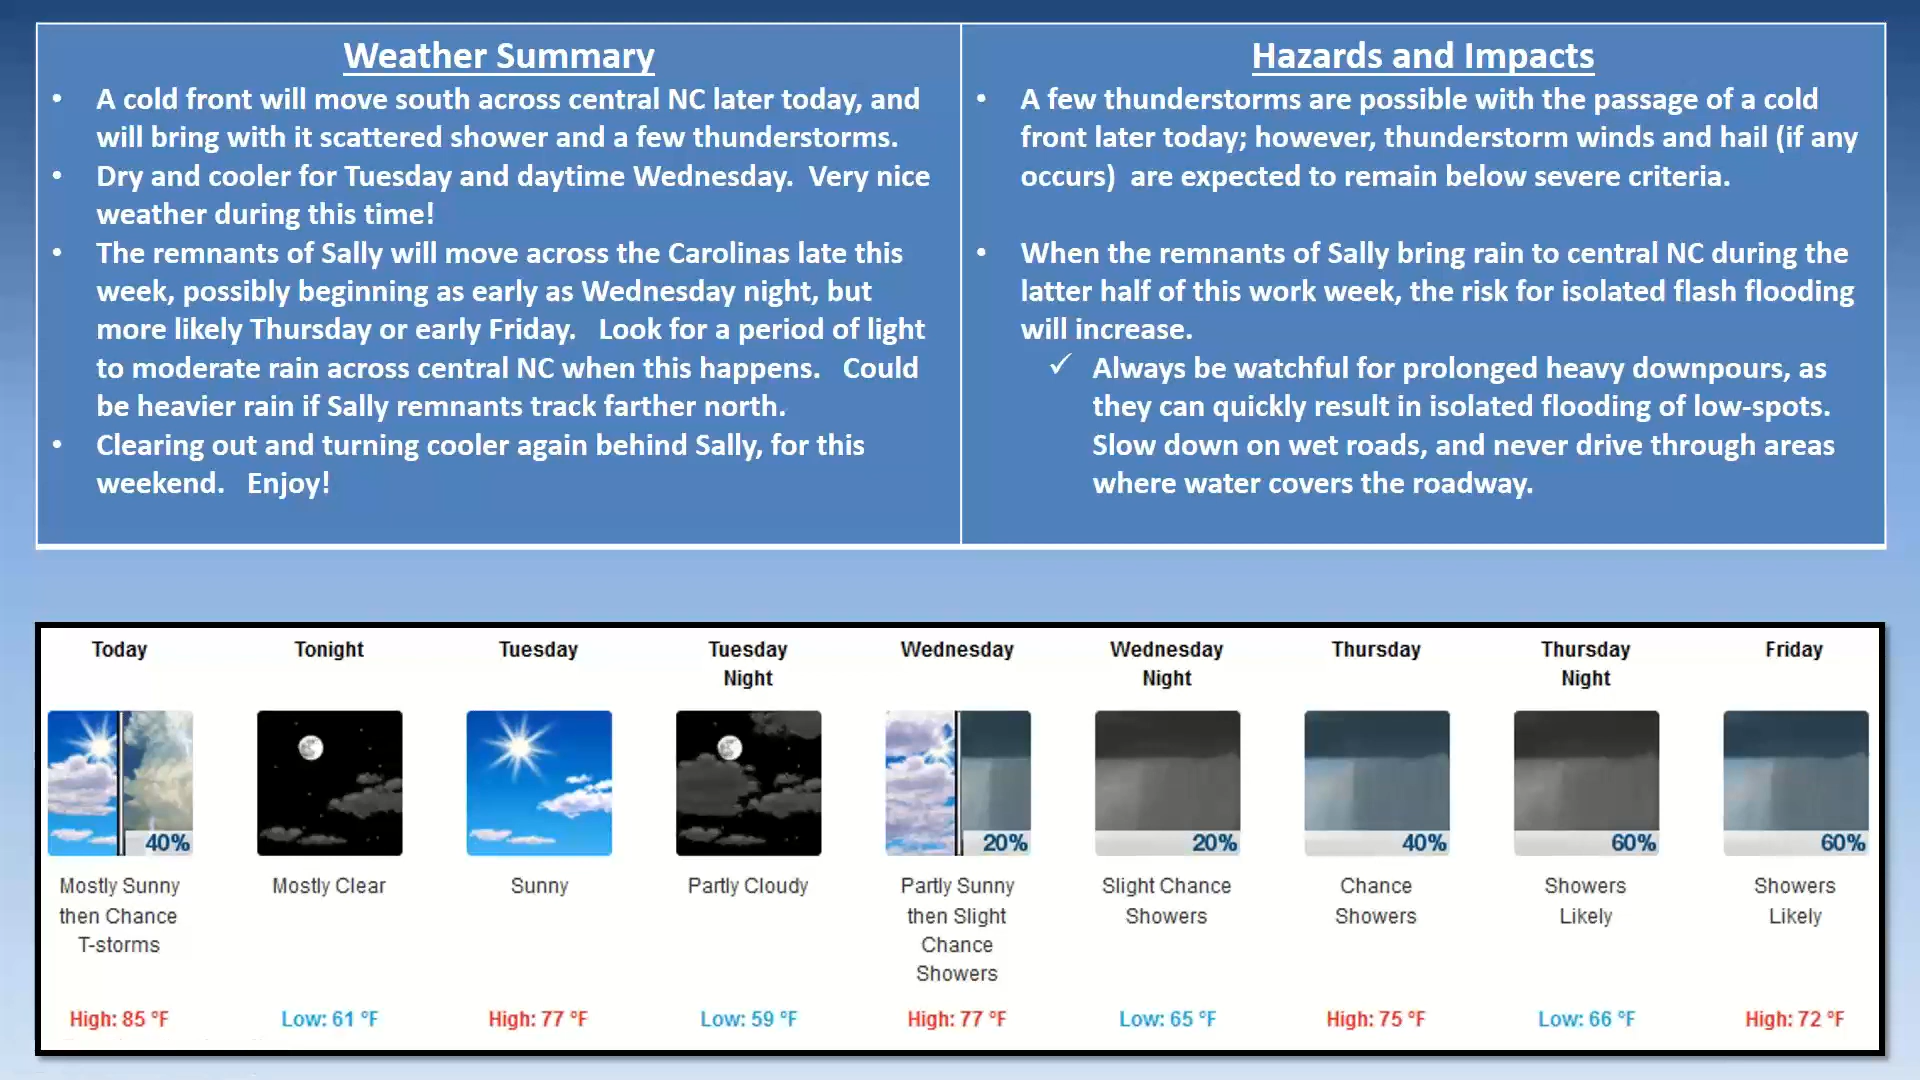 Weather Summary
• A cold front will move south across central NC later today, and
will bring with it scattered shower and a few thunderstorms.
• Dry and cooler for Tuesday and daytime Wednesday.  Very nice
weather during this time!
• The remnants of Sally will move across the Carolinas late this
week, possibly beginning as early as Wednesday night, but
more likely Thursday or early Friday.   Look for a period of light
to moderate rain across central NC when this happens.   Could
be heavier rain if Sally remnants track farther north.
• Clearing out and turning cooler again behind Sally, for this
weekend.   Enjoy!
Hazards and Impacts
• A few thunderstorms are possible with the passage of a cold
front later today; however, thunderstorm winds and hail (if any
occurs)  are expected to remain below severe criteria.
• When the remnants of Sally bring rain to central NC during the
latter half of this work week, the risk for isolated flash flooding
will increase.
✓ Always be watchful for prolonged heavy downpours, as
they can quickly result in isolated flooding of low-spots.
Slow down on wet roads, and never drive through areas
where water covers the roadway.
Today
40%
Mostly Sunny
then Chance
T-storms
High: 85 °F
Tonight
Mostly Clear
Low: 61 °F
Tuesday
Sunny
High: 77 °F
Tuesday
Night
Partly Cloudy
Low: 59 °F
Wednesday
20%
Partly Sunny
then Slight
Chance
Showers
High: 77 °F
Wednesday
Night
20%
Slight Chance
Showers
Low: 65 °F
Thursday
40%
Chance
Showers
High: 75 °F
Thursday
Night
60%
Showers
Likely
Low: 66 °F
Friday
60%
Showers
Likely
High: 72 °F